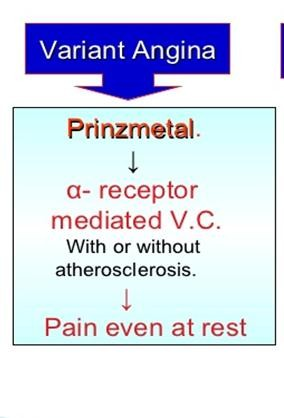 Variant Angina
Prinzmetal.
↓
α- receptor
mediated V.C.
With or without
atherosclerosis.
↓
Pain even at rest